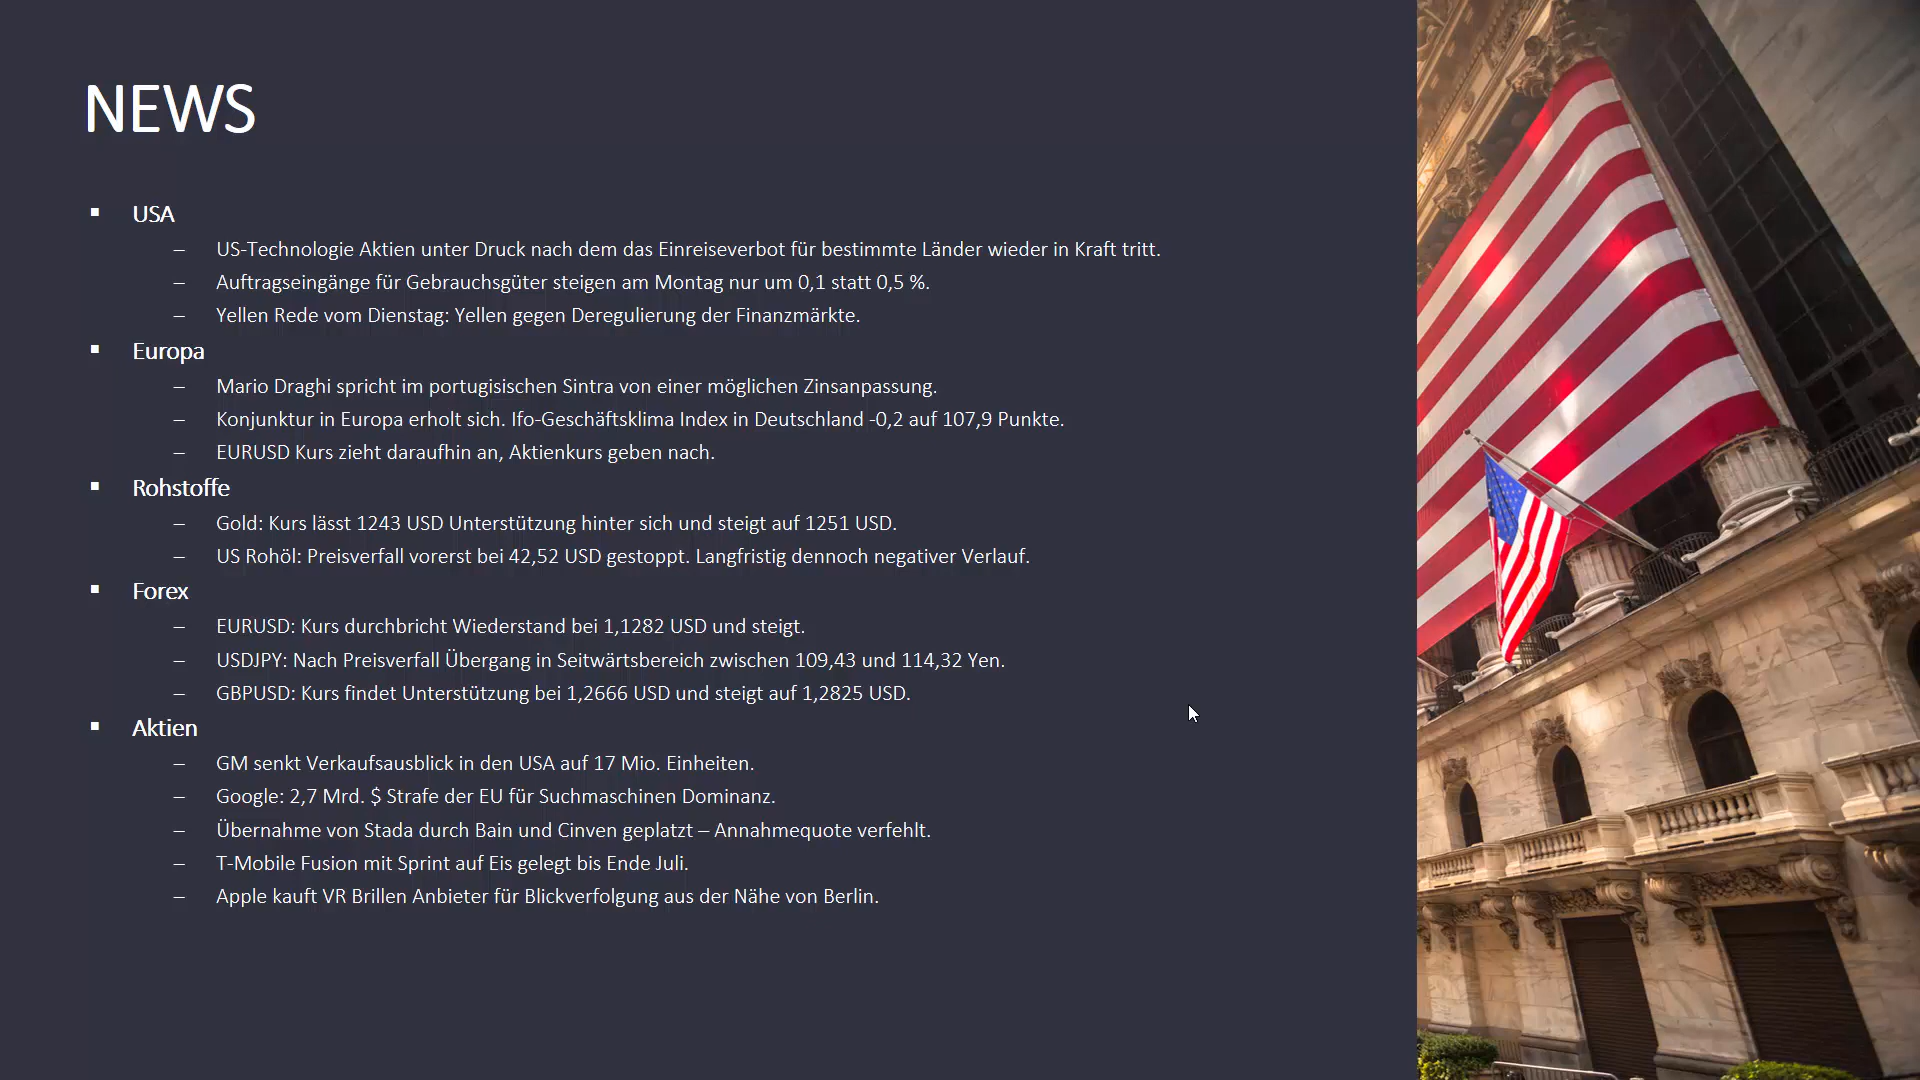 NEWS
▪ USA
– US-Technologie Aktien unter Druck nach dem das Einreiseverbot für bestimmte Länder wieder in Kraft tritt.
– Auftragseingänge für Gebrauchsgüter steigen am Montag nur um 0,1 statt 0,5 %.
– Yellen Rede vom Dienstag: Yellen gegen Deregulierung der Finanzmärkte.
▪ Europa
– Mario Draghi spricht im portugisischen Sintra von einer möglichen Zinsanpassung.
– Konjunktur in Europa erholt sich. Ifo-Geschäftsklima Index in Deutschland -0,2 auf 107,9 Punkte.
– EURUSD Kurs zieht daraufhin an, Aktienkurs geben nach.
▪ Rohstoffe
– Gold: Kurs lässt 1243 USD Unterstützung hinter sich und steigt auf 1251 USD.
– US Rohöl: Preisverfall vorerst bei 42,52 USD gestoppt. Langfristig dennoch negativer Verlauf.
▪ Forex
– EURUSD: Kurs durchbricht Wiederstand bei 1,1282 USD und steigt.
– USDJPY: Nach Preisverfall Übergang in Seitwärtsbereich zwischen 109,43 und 114,32 Yen.
– GBPUSD: Kurs findet Unterstützung bei 1,2666 USD und steigt auf 1,2825 USD.
▪ Aktien
– GM senkt Verkaufsausblick in den USA auf 17 Mio. Einheiten.
– Google: 2,7 Mrd. $ Strafe der EU für Suchmaschinen Dominanz.
– Übernahme von Stada durch Bain und Cinven geplatzt – Annahmequote verfehlt.
– T-Mobile Fusion mit Sprint auf Eis gelegt bis Ende Juli.
– Apple kauft VR Brillen Anbieter für Blickverfolgung aus der Nähe von Berlin.